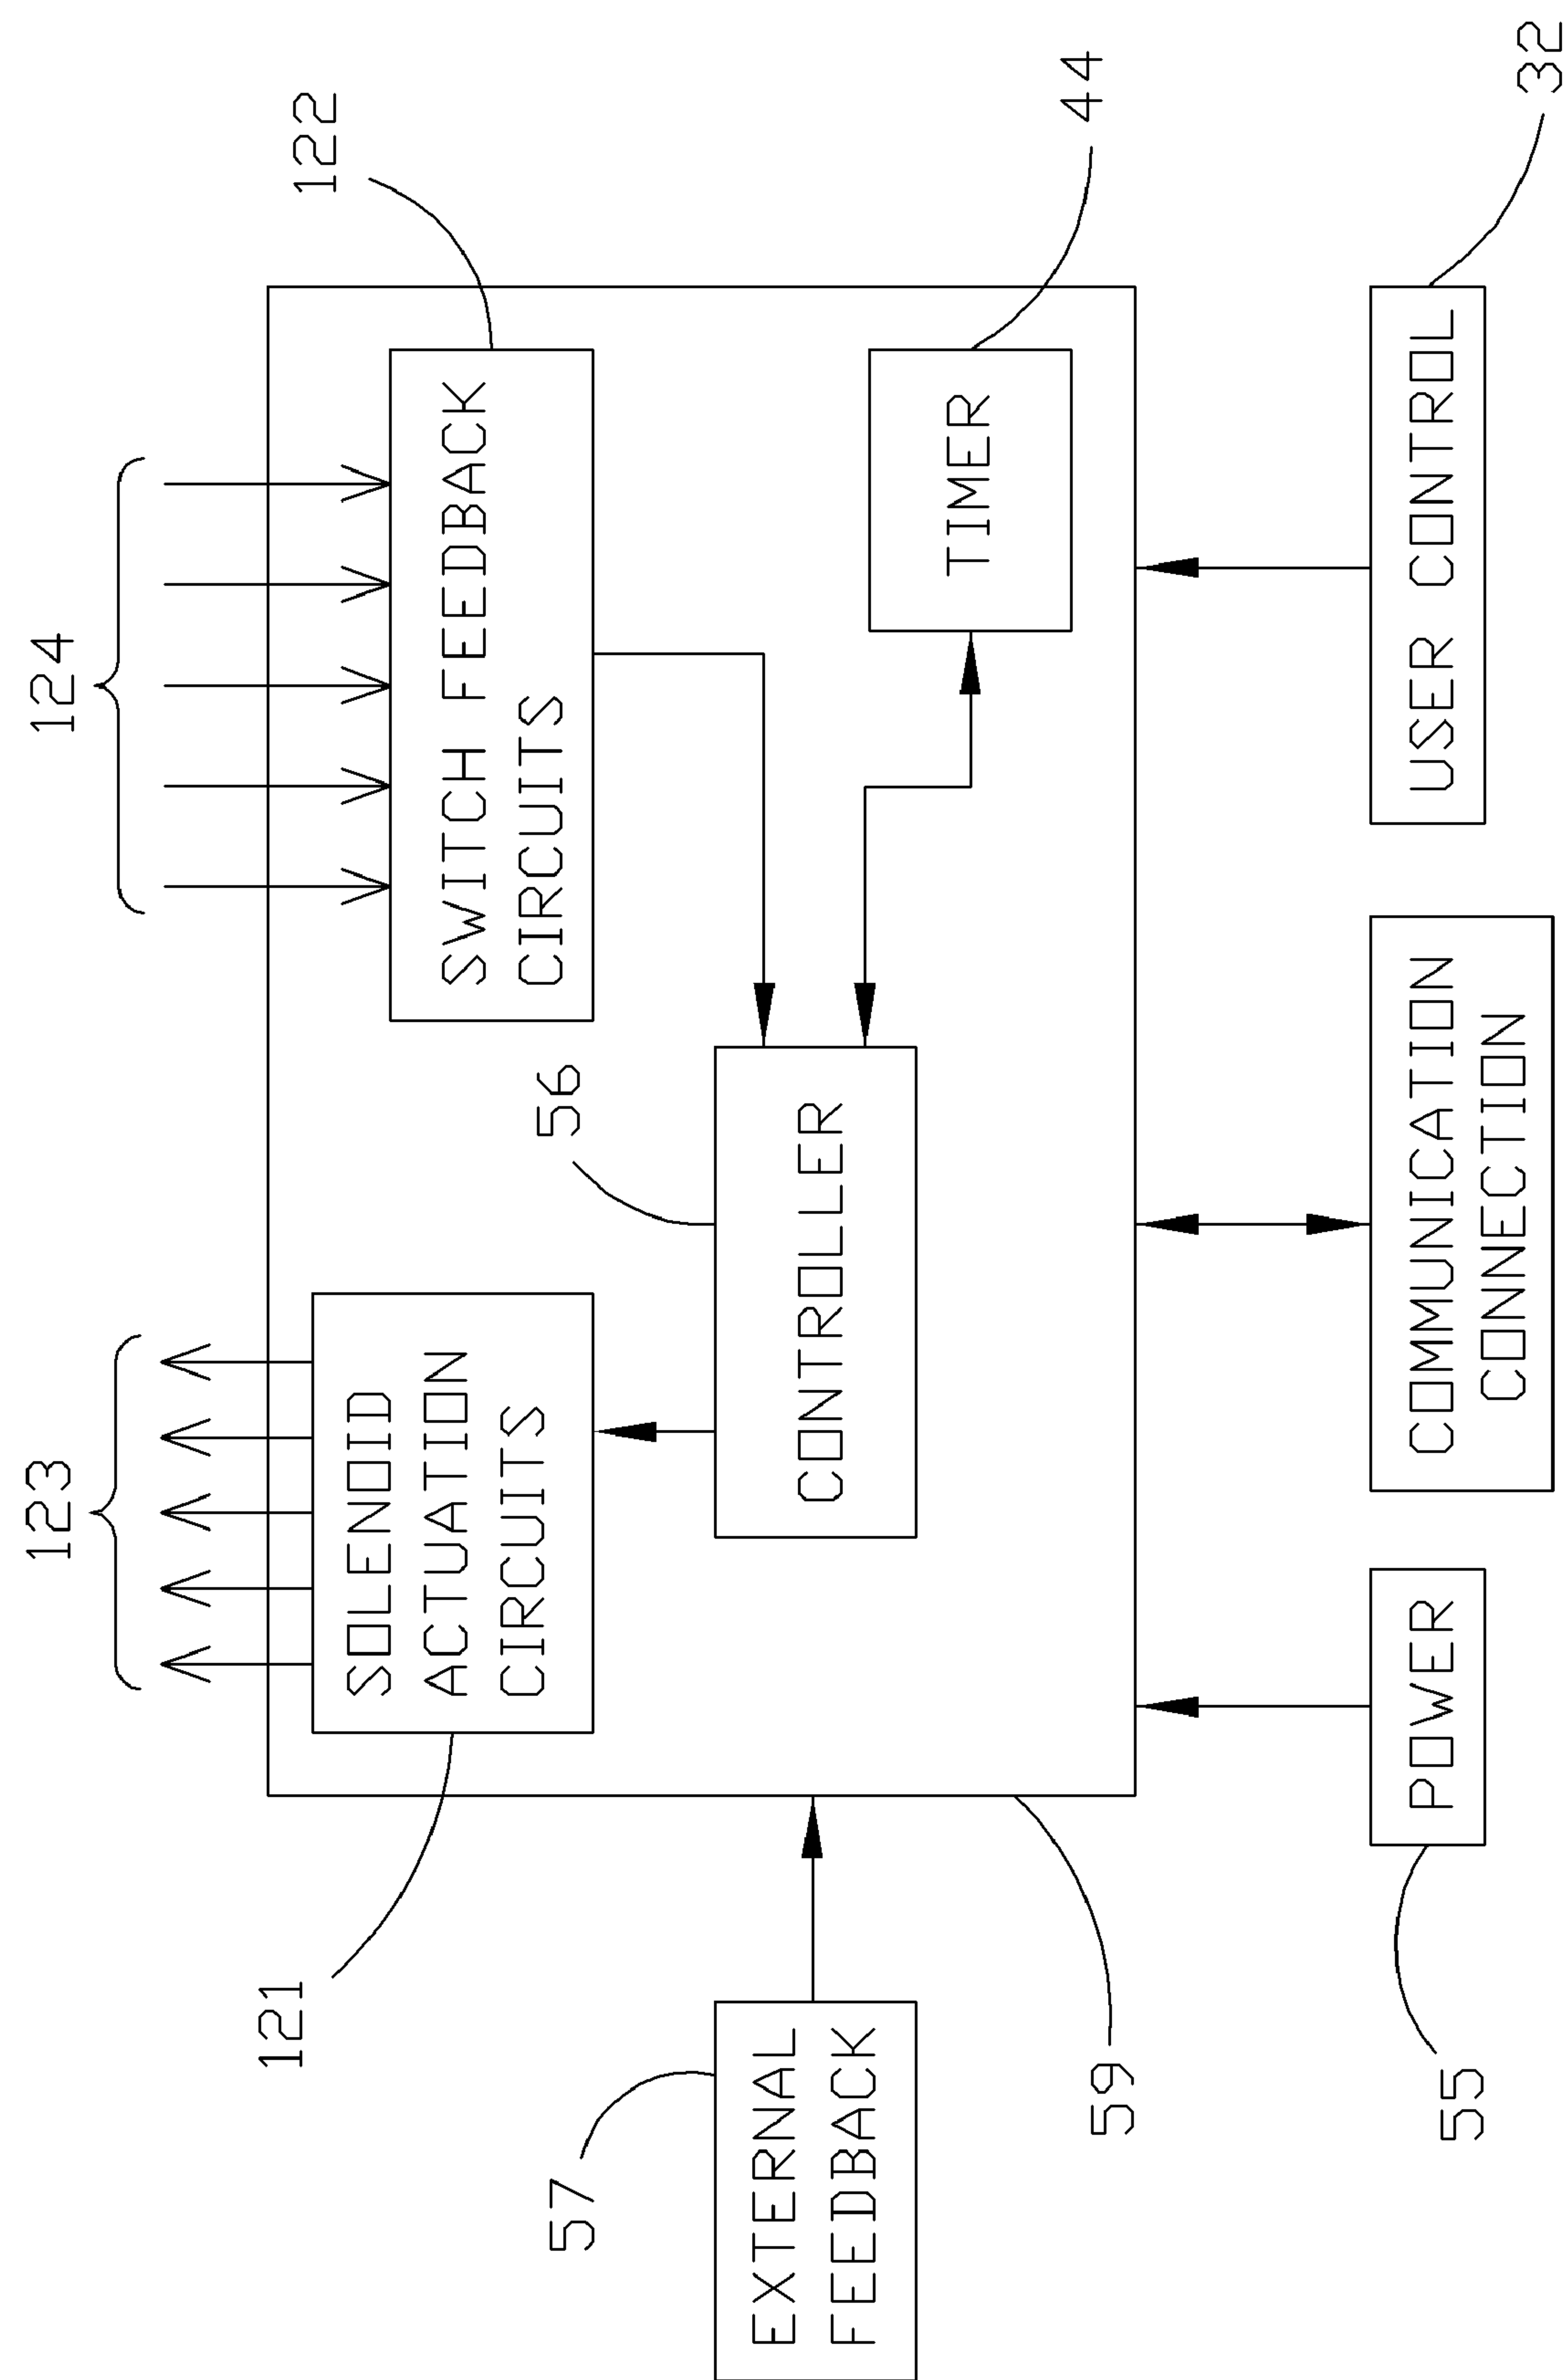 123
124
121
122
SOLENOID
ACTUATION
CIRCUITS
SWITCH FEEDBACK
CIRCUITS
56
44
57
EXTERNAL
FEEDBACK
CONTROLLER
TIMER
59
55
POWER
COMMUNICATION
CONNECTION
USER CONTROL
32